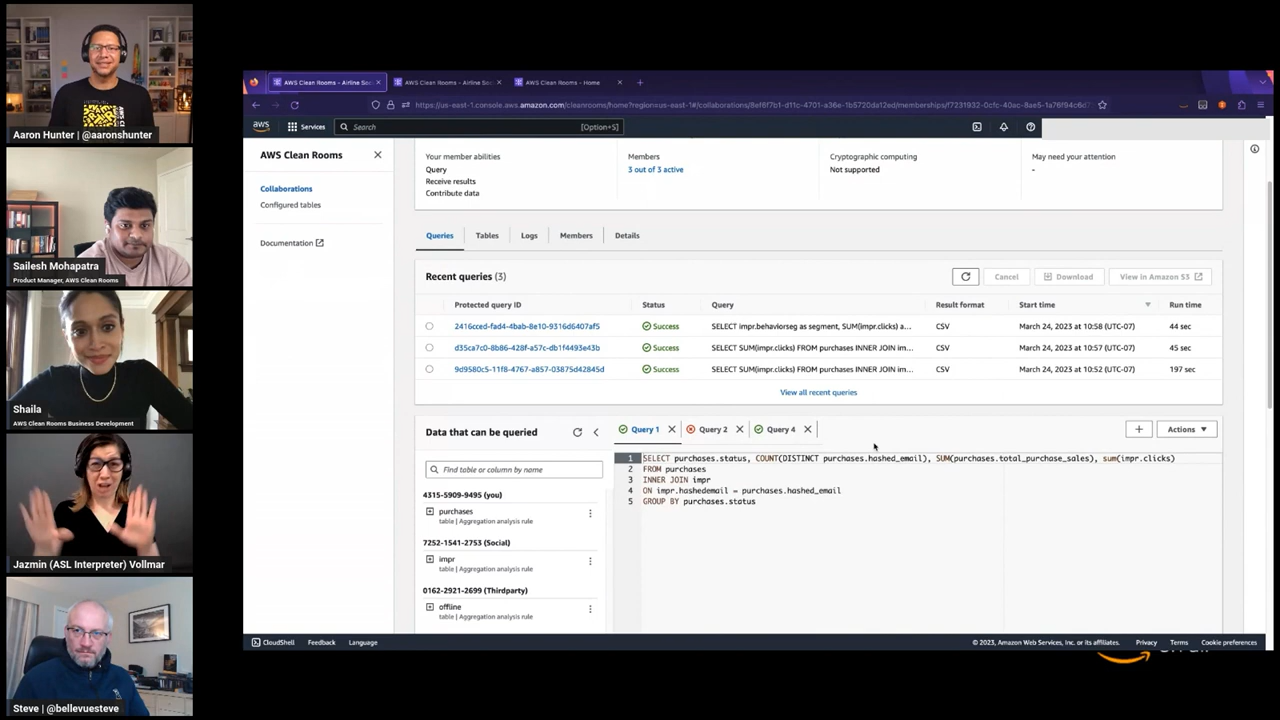 Aaron Hunter | @aaronshunter
Sailesh Mohapatra
Product Manager, AWS Clean Rooms
Shaila
AWS Clean Rooms Business Development
Jazmin (ASL Interpreter) Vollmar
Steve | @bellevuesteve
AWS Clean Rooms - Airline Soc
AWS Clean Rooms - Airline Soc
AWS Clean Rooms - Home
aws
Services
Search
[Option+S]
AWS Clean Rooms
Collaborations
Configured tables
Documentation
Your member abilities
Query
Receive results
Contribute data
Members
3 out of 3 active
Cryptographic computing
Not supported
May need your attention
-
Queries
Tables
Logs
Members
Details
Recent queries (3)
Cancel
Download
View in Amazon S3
Protected query ID Status Query Result format Start time Run time
2416cced-fad4-4bab-8e10-9316d6407af5 Success SELECT impr.behaviorseg as segment, SUM(impr.clicks) a... CSV March 24, 2023 at 10:58 (UTC-07) 44 sec
d35ca7c0-8b86-428f-a57c-db1f4493e43b Success SELECT SUM(impr.clicks) FROM purchases INNER JOIN im... CSV March 24, 2023 at 10:57 (UTC-07) 45 sec
9d9580c5-11f8-4767-a857-03875d42845d Success SELECT SUM(impr.clicks) FROM purchases INNER JOIN im... CSV March 24, 2023 at 10:52 (UTC-07) 197 sec
View all recent queries
Data that can be queried
Find table or column by name
4315-5909-9495 (you)
purchases
table | Aggregation analysis rule
7252-1541-2753 (Social)
impr
table | Aggregation analysis rule
0162-2921-2699 (Thirdparty)
offline
table | Aggregation analysis rule
Query 1
Query 2
Query 4
Actions
1 SELECT purchases.status, COUNT(DISTINCT purchases.hashed_email), SUM(purchases.total_purchase_sales), sum(impr.clicks)
2 FROM purchases
3 INNER JOIN impr
4 ON impr.hashedemail = purchases.hashed_email
5 GROUP BY purchases.status
CloudShell
Feedback
Language
© 2023, Amazon Web Services, Inc. or its affiliates.
Privacy
Terms
Cookie preferences